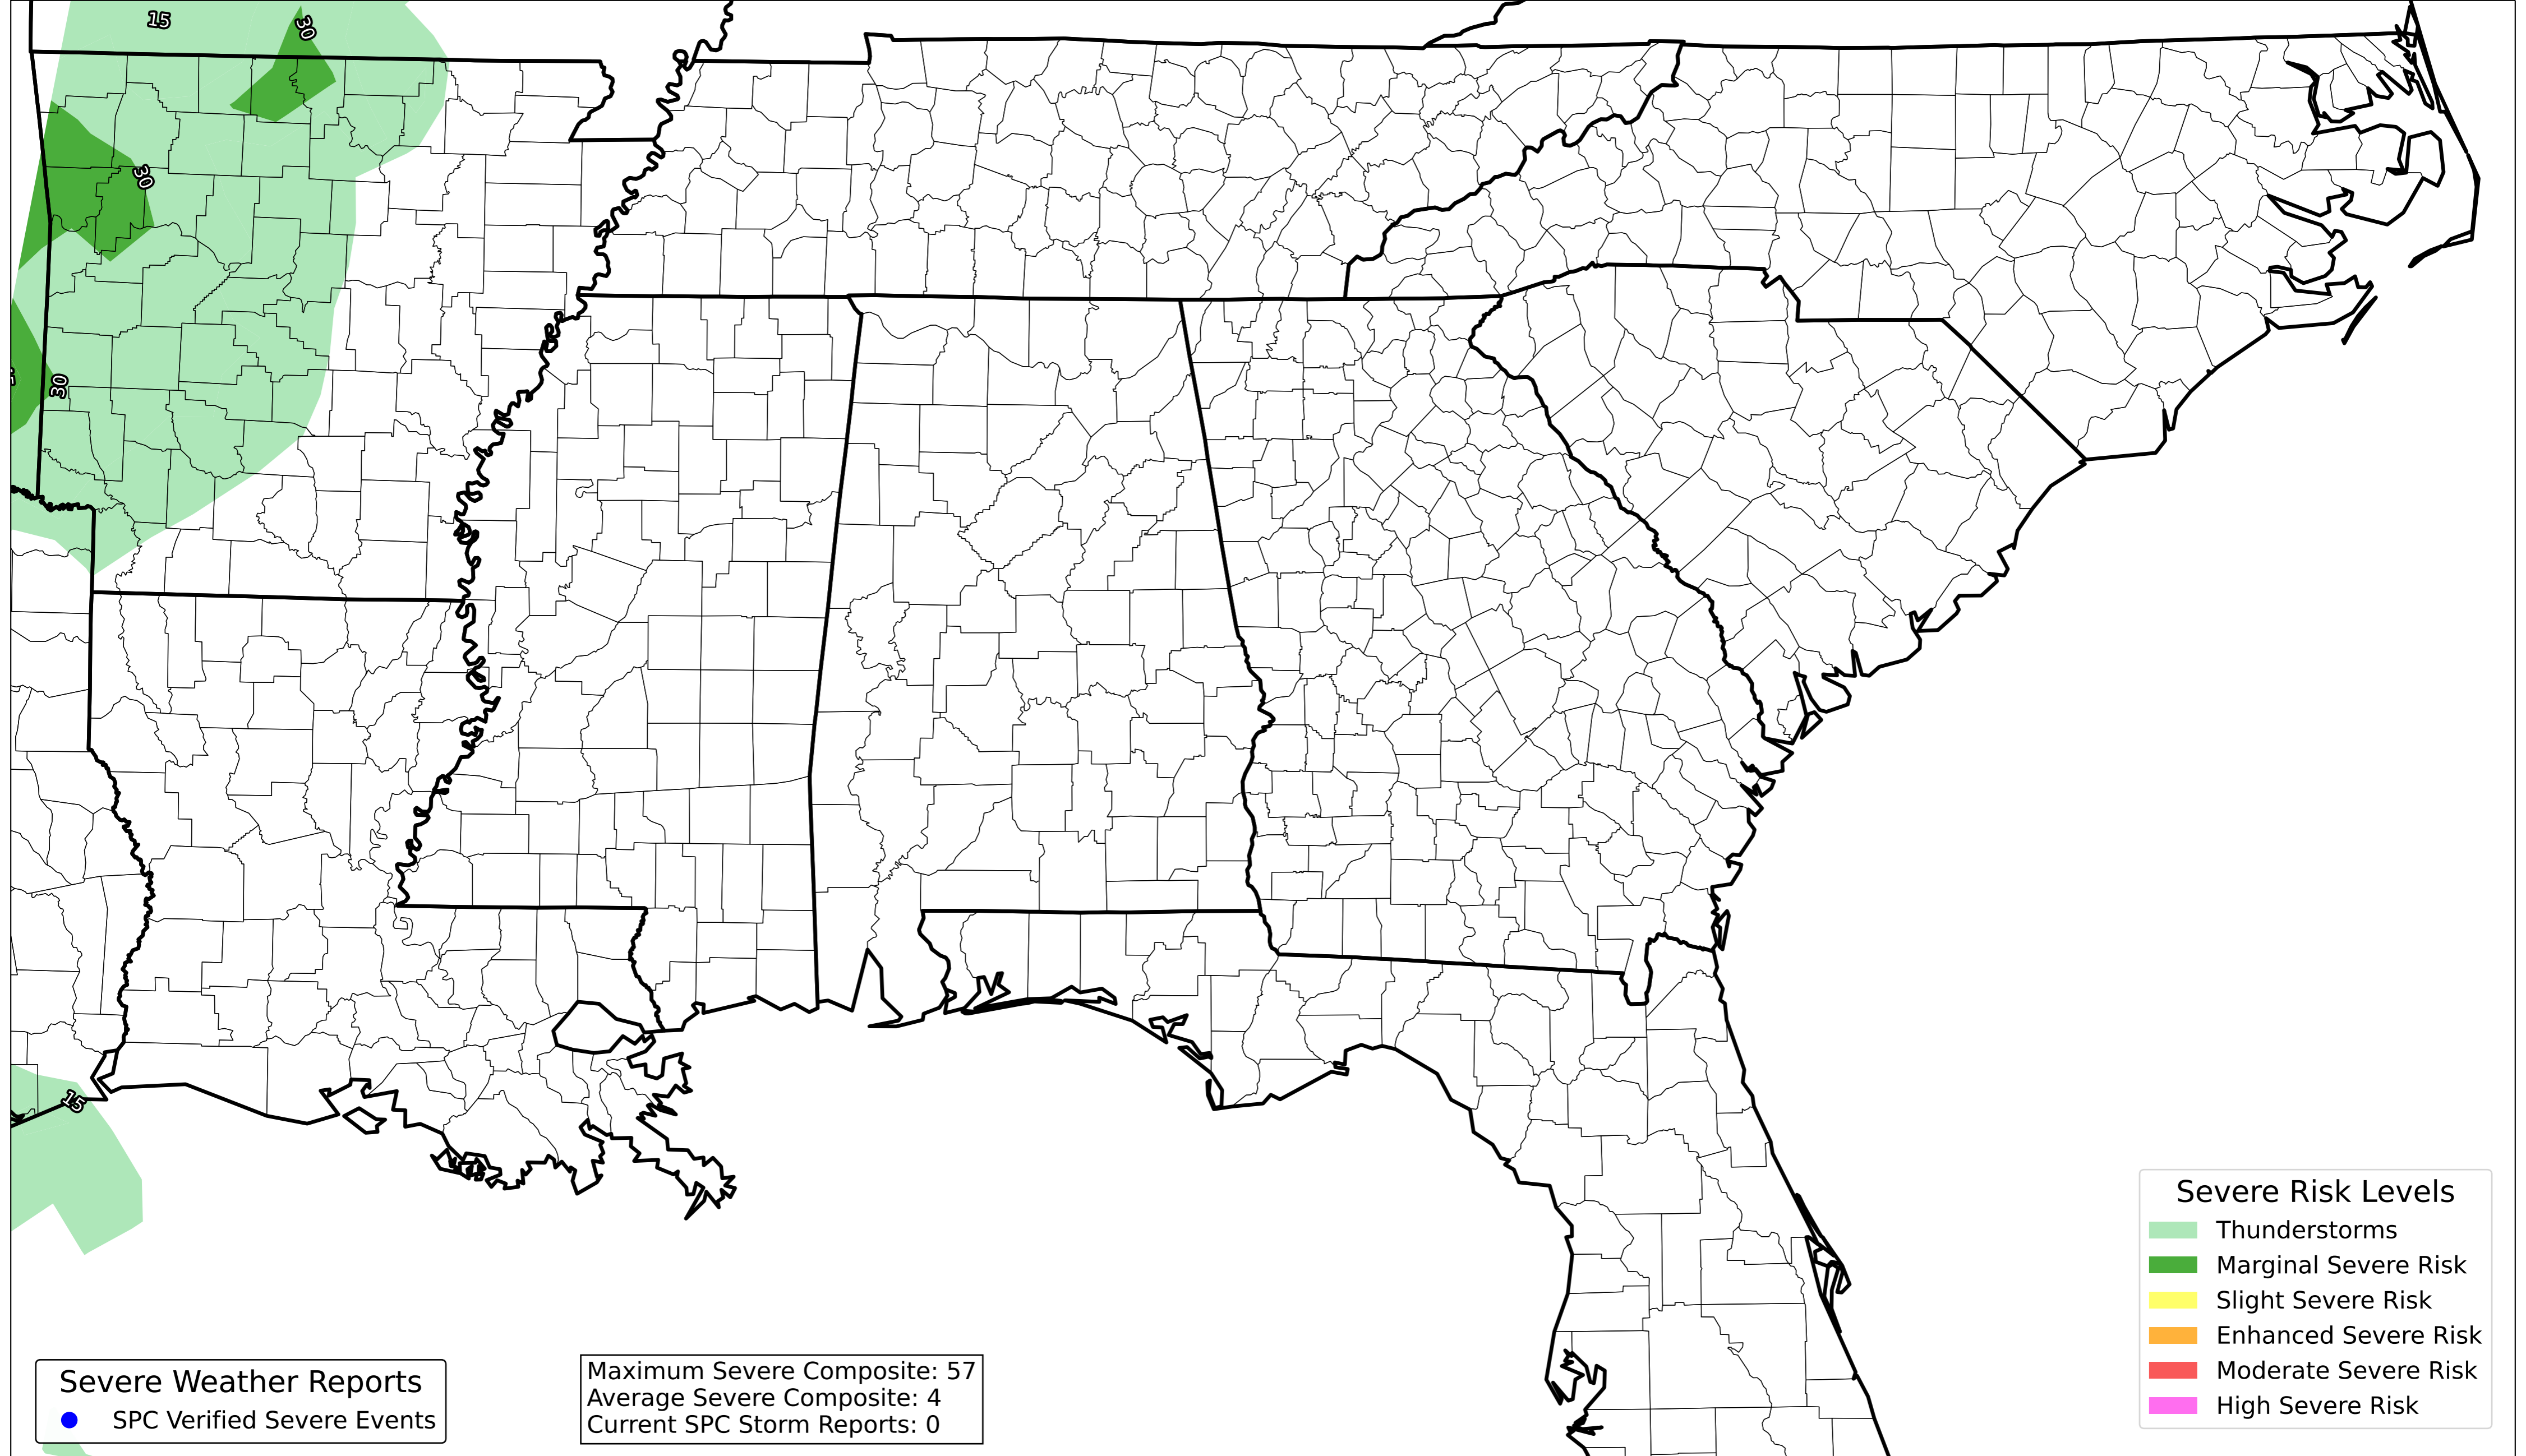 15
30
30
30
15
Severe Risk Levels
Thunderstorms
Marginal Severe Risk
Slight Severe Risk
Enhanced Severe Risk
Moderate Severe Risk
High Severe Risk
Severe Weather Reports
SPC Verified Severe Events
Maximum Severe Composite: 57
Average Severe Composite: 4
Current SPC Storm Reports: 0